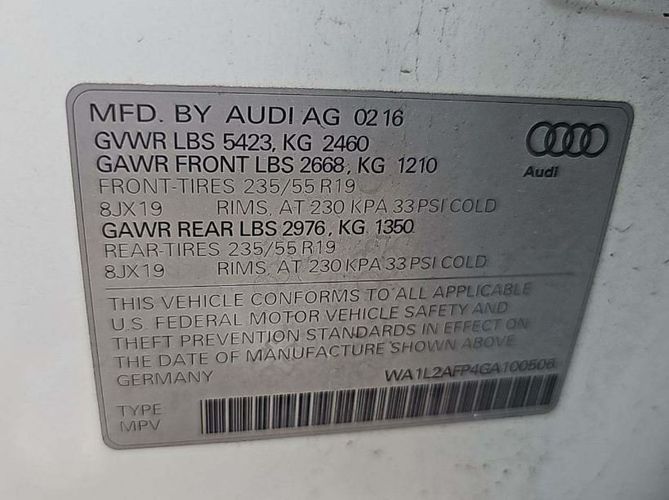 MFD. BY AUDI AG 02 16
GVWR LBS 5423, KG 2460
GAWR FRONT LBS 2668, KG 1210
FRONT-TIRES 235/55 R19
8JX19 RIMS, AT 230 KPA 33 PSI COLD
GAWR REAR LBS 2976, KG 1350
REAR-TIRES 235/55 R19
8JX19 RIMS, AT 230 KPA 33 PSI COLD
Audi
THIS VEHICLE CONFORMS TO ALL APPLICABLE
U.S. FEDERAL MOTOR VEHICLE SAFETY AND
THEFT PREVENTION STANDARDS IN EFFECT ON
THE DATE OF MANUFACTURE SHOWN ABOVE
GERMANY WA1L2AFP4GA100506
TYPE
MPV